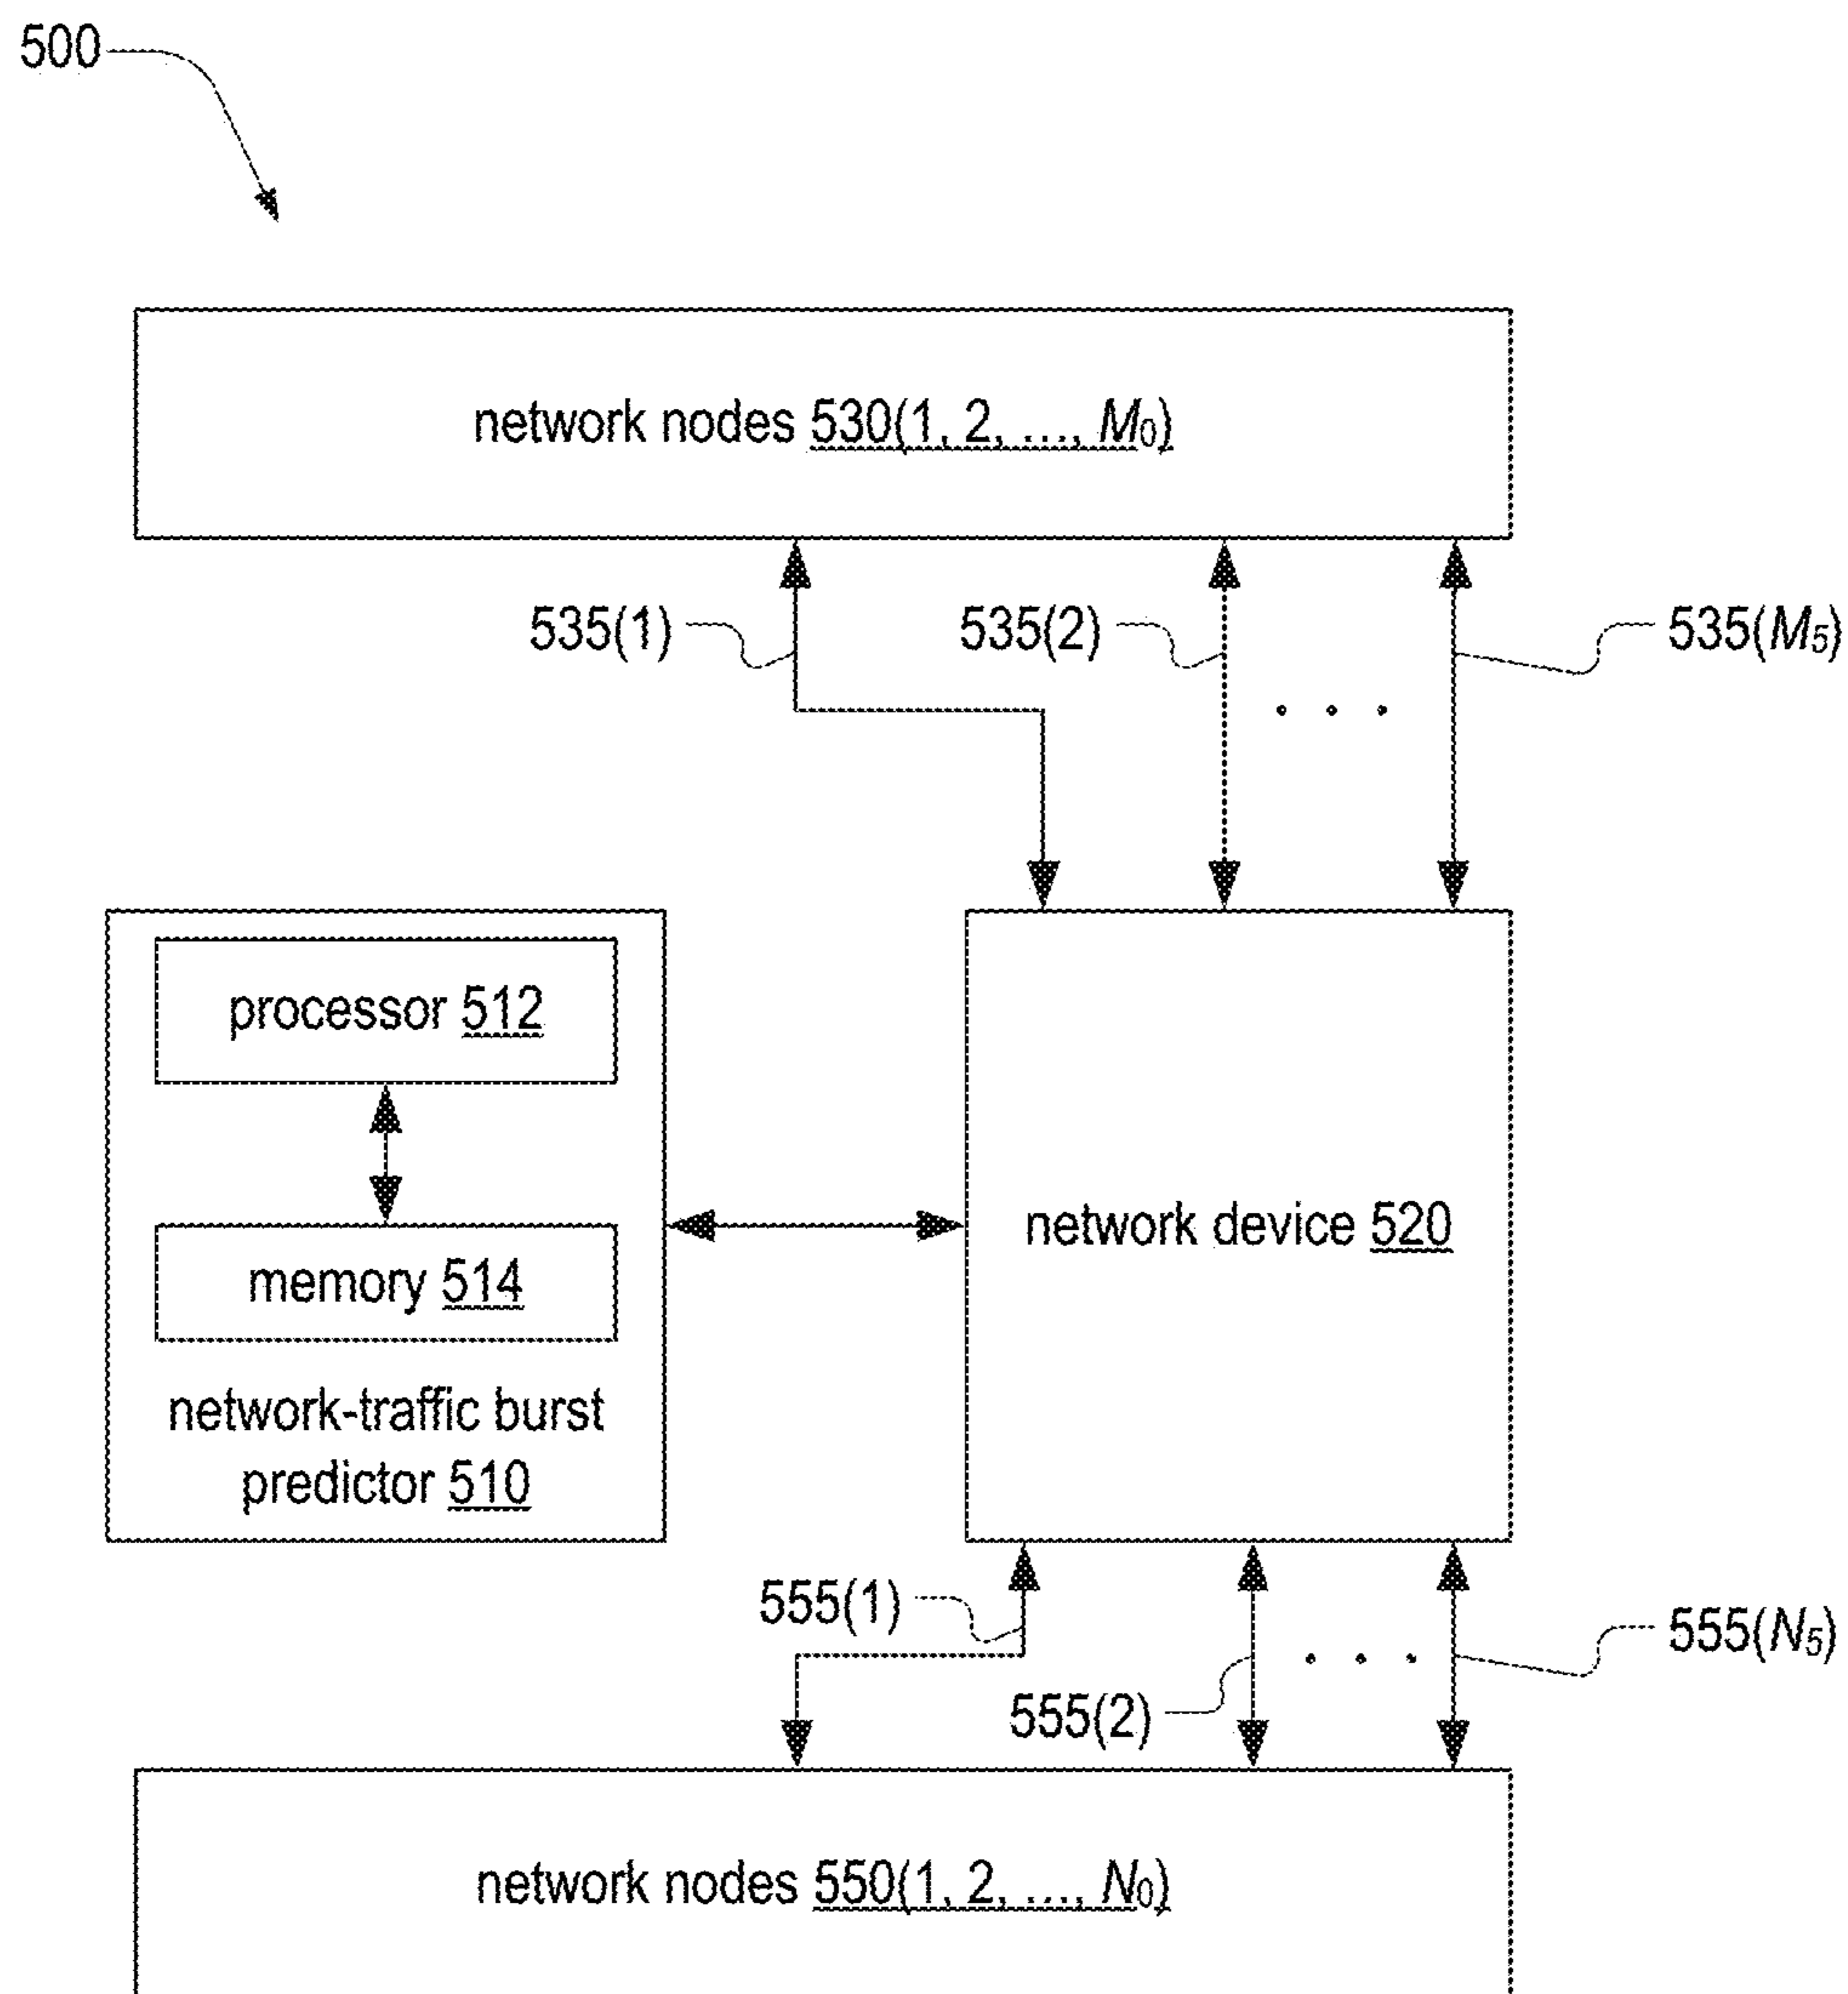 500
network nodes 530(1, 2, ..., M₀)
535(1)
535(2)
535(M₅)
processor 512
memory 514
network-traffic burst
predictor 510
network device 520
555(1)
555(2)
555(N₅)
network nodes 550(1, 2, ..., N₀)